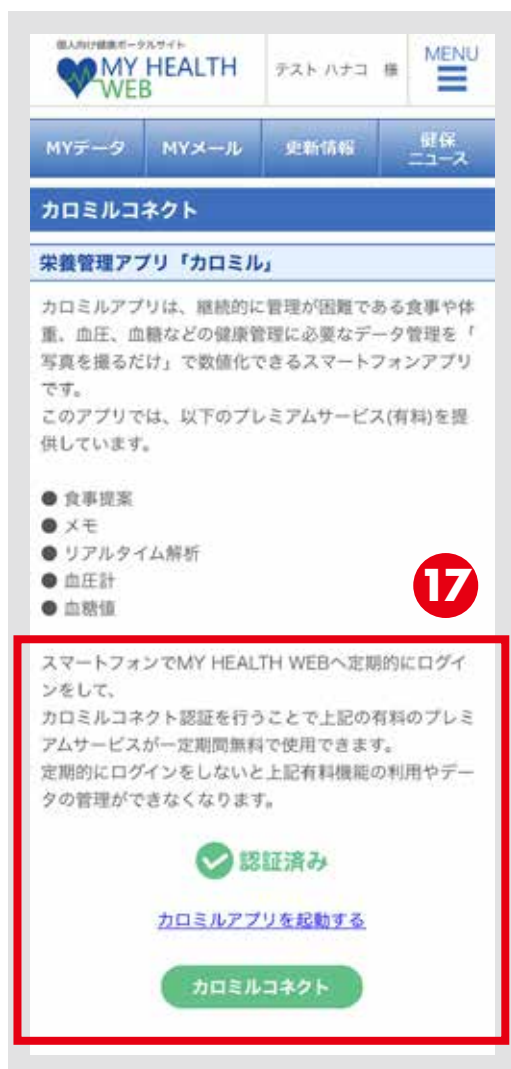 個人向け健康ポータルサイト
MY HEALTH
WEB
テスト ハナコ 様
MENU
MYデータ
MYメール
更新情報
健保
ニュース
カロミルコネクト
栄養管理アプリ「カロミル」
カロミルアプリは、継続的に管理が困難である食事や体
重、血圧、血糖などの健康管理に必要なデータ管理を「
写真を撮るだけ」で数値化できるスマートフォンアプリ
です。
このアプリでは、以下のプレミアムサービス(有料)を提
供しています。
● 食事提案
● メモ
● リアルタイム解析
● 血圧計
● 血糖値
17
スマートフォンでMY HEALTH WEBへ定期的にログイ
ンをして、
カロミルコネクト認証を行うことで上記の有料のプレミ
アムサービスが一定期間無料で使用できます。
定期的にログインをしないと上記有料機能の利用やデー
タの管理ができなくなります。
認証済み
カロミルアプリを起動する
カロミルコネクト